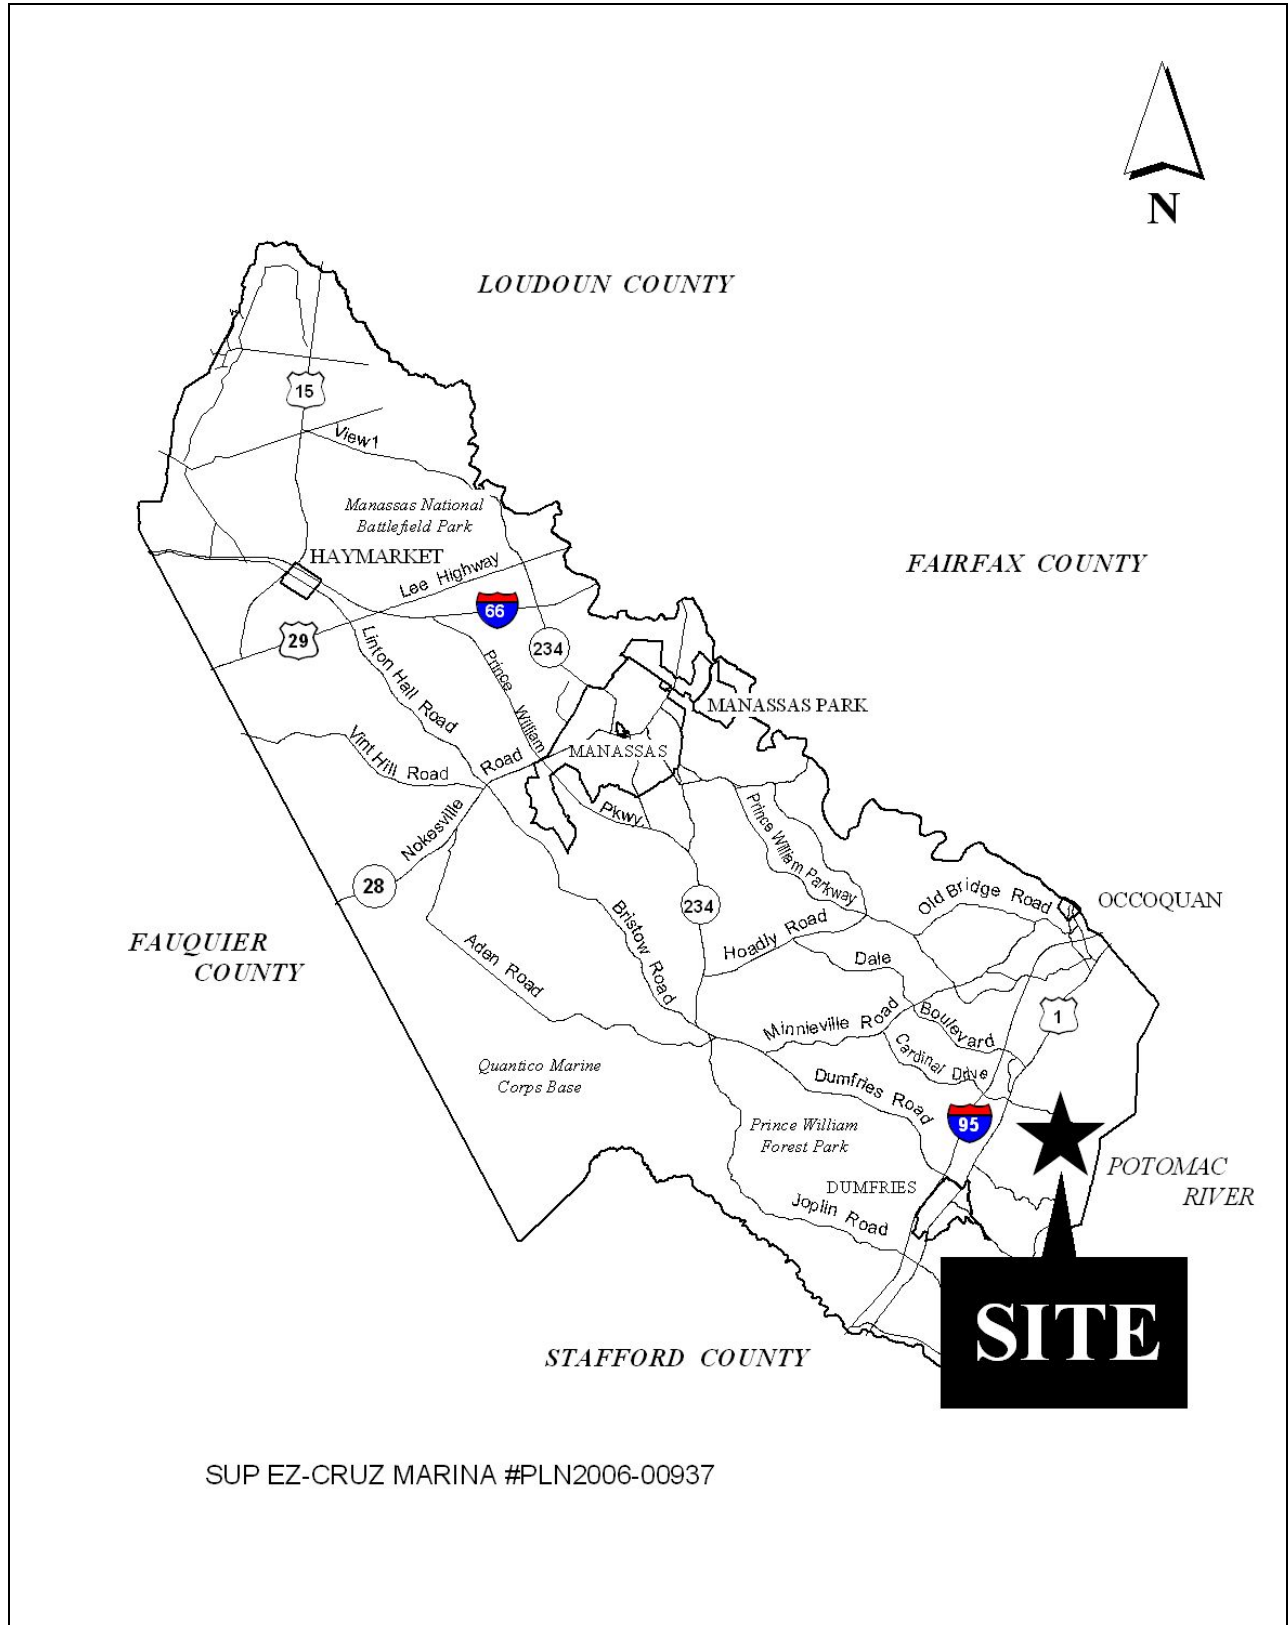 N
LOUDOUN COUNTY
15
View1
Manassas National
Battlefield Park
HAYMARKET
Lee Highway
FAIRFAX COUNTY
66
29
234
Linton Hall Road
Prince
William
MANASSAS PARK
MANASSAS
Vint Hill Road
Road
Nokesville
Pkwy
Prince William Parkway
28
234
Old Bridge Road
OCCOQUAN
Bristow Road
Hoadly Road
FAUQUIER
COUNTY
Aden Road
Dale
Boulevard
1
Minnieville Road
Cardinal Drive
Quantico Marine
Corps Base
Dumfries Road
95
Prince William
Forest Park
POTOMAC
RIVER
DUMFRIES
Joplin Road
SITE
STAFFORD COUNTY
SUP EZ-CRUZ MARINA #PLN2006-00937